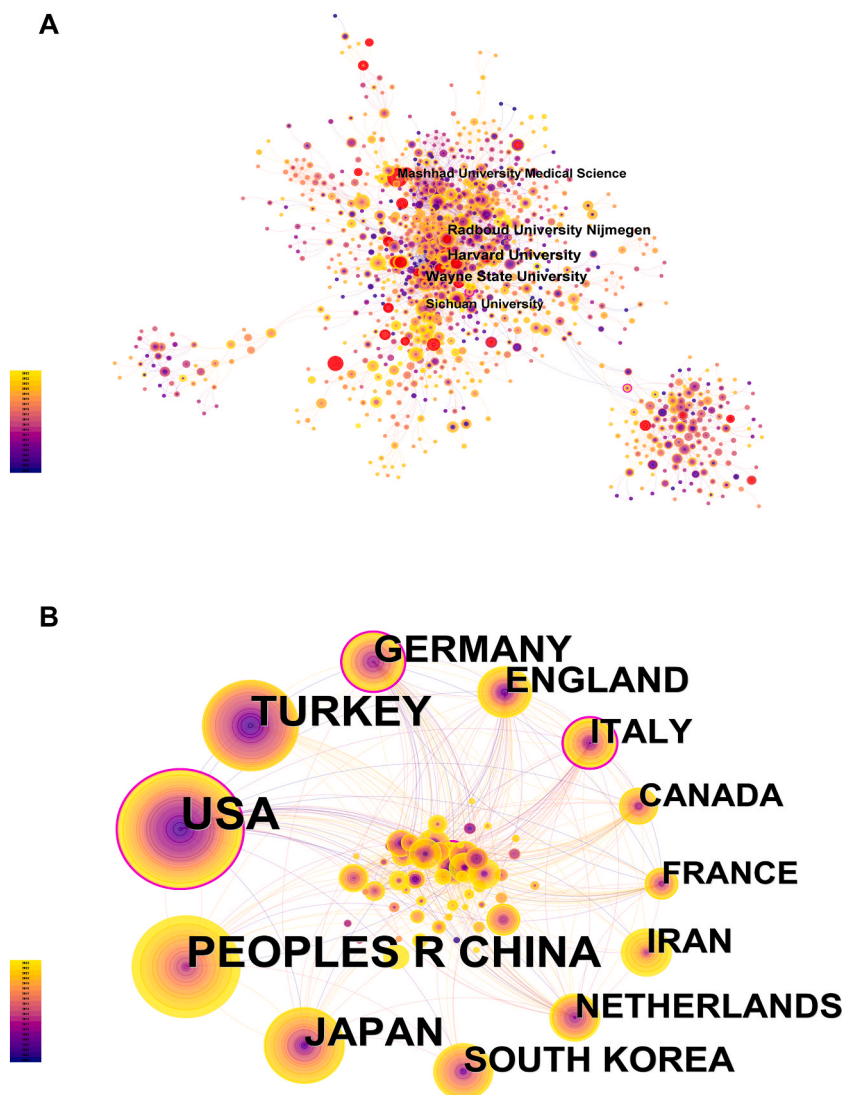 A
Mashhad University Medical Science
Radboud University Nijmegen
Harvard University
Wayne State University
Sichuan University
B
GERMANY
ENGLAND
TURKEY
ITALY
CANADA
USA
FRANCE
IRAN
PEOPLES R CHINA
NETHERLANDS
JAPAN
SOUTH KOREA